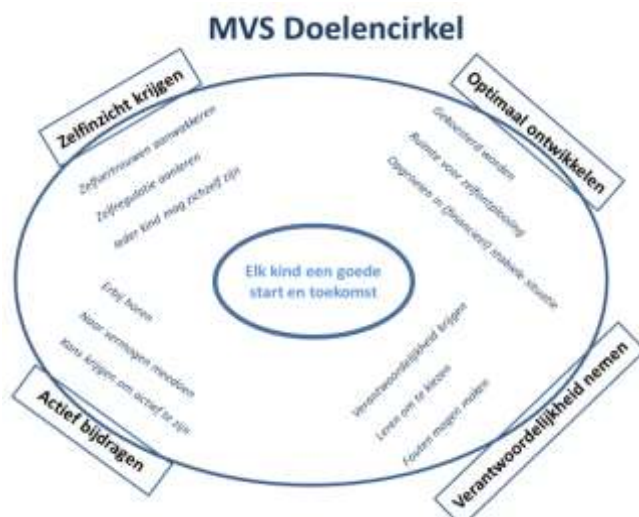 MVS Doelencirkel
Zelfinzicht krijgen
Zelfvertrouwen aanwakkeren
Zelfregulatie aanleren
Ieder kind mag zichzelf zijn
Optimaal ontwikkelen
Gekoesterd worden
Ruimte voor zelfontplooiing
Opgroeien in (financieel) stabiele situatie
Elk kind een goede
start en toekomst
Erbij horen
Naar vermogen meedoen
Kans krijgen om actief te zijn
Actief bijdragen
Verantwoordelijkheid krijgen
Leren om te kiezen
Fouten mogen maken
Verantwoordelijkheid nemen